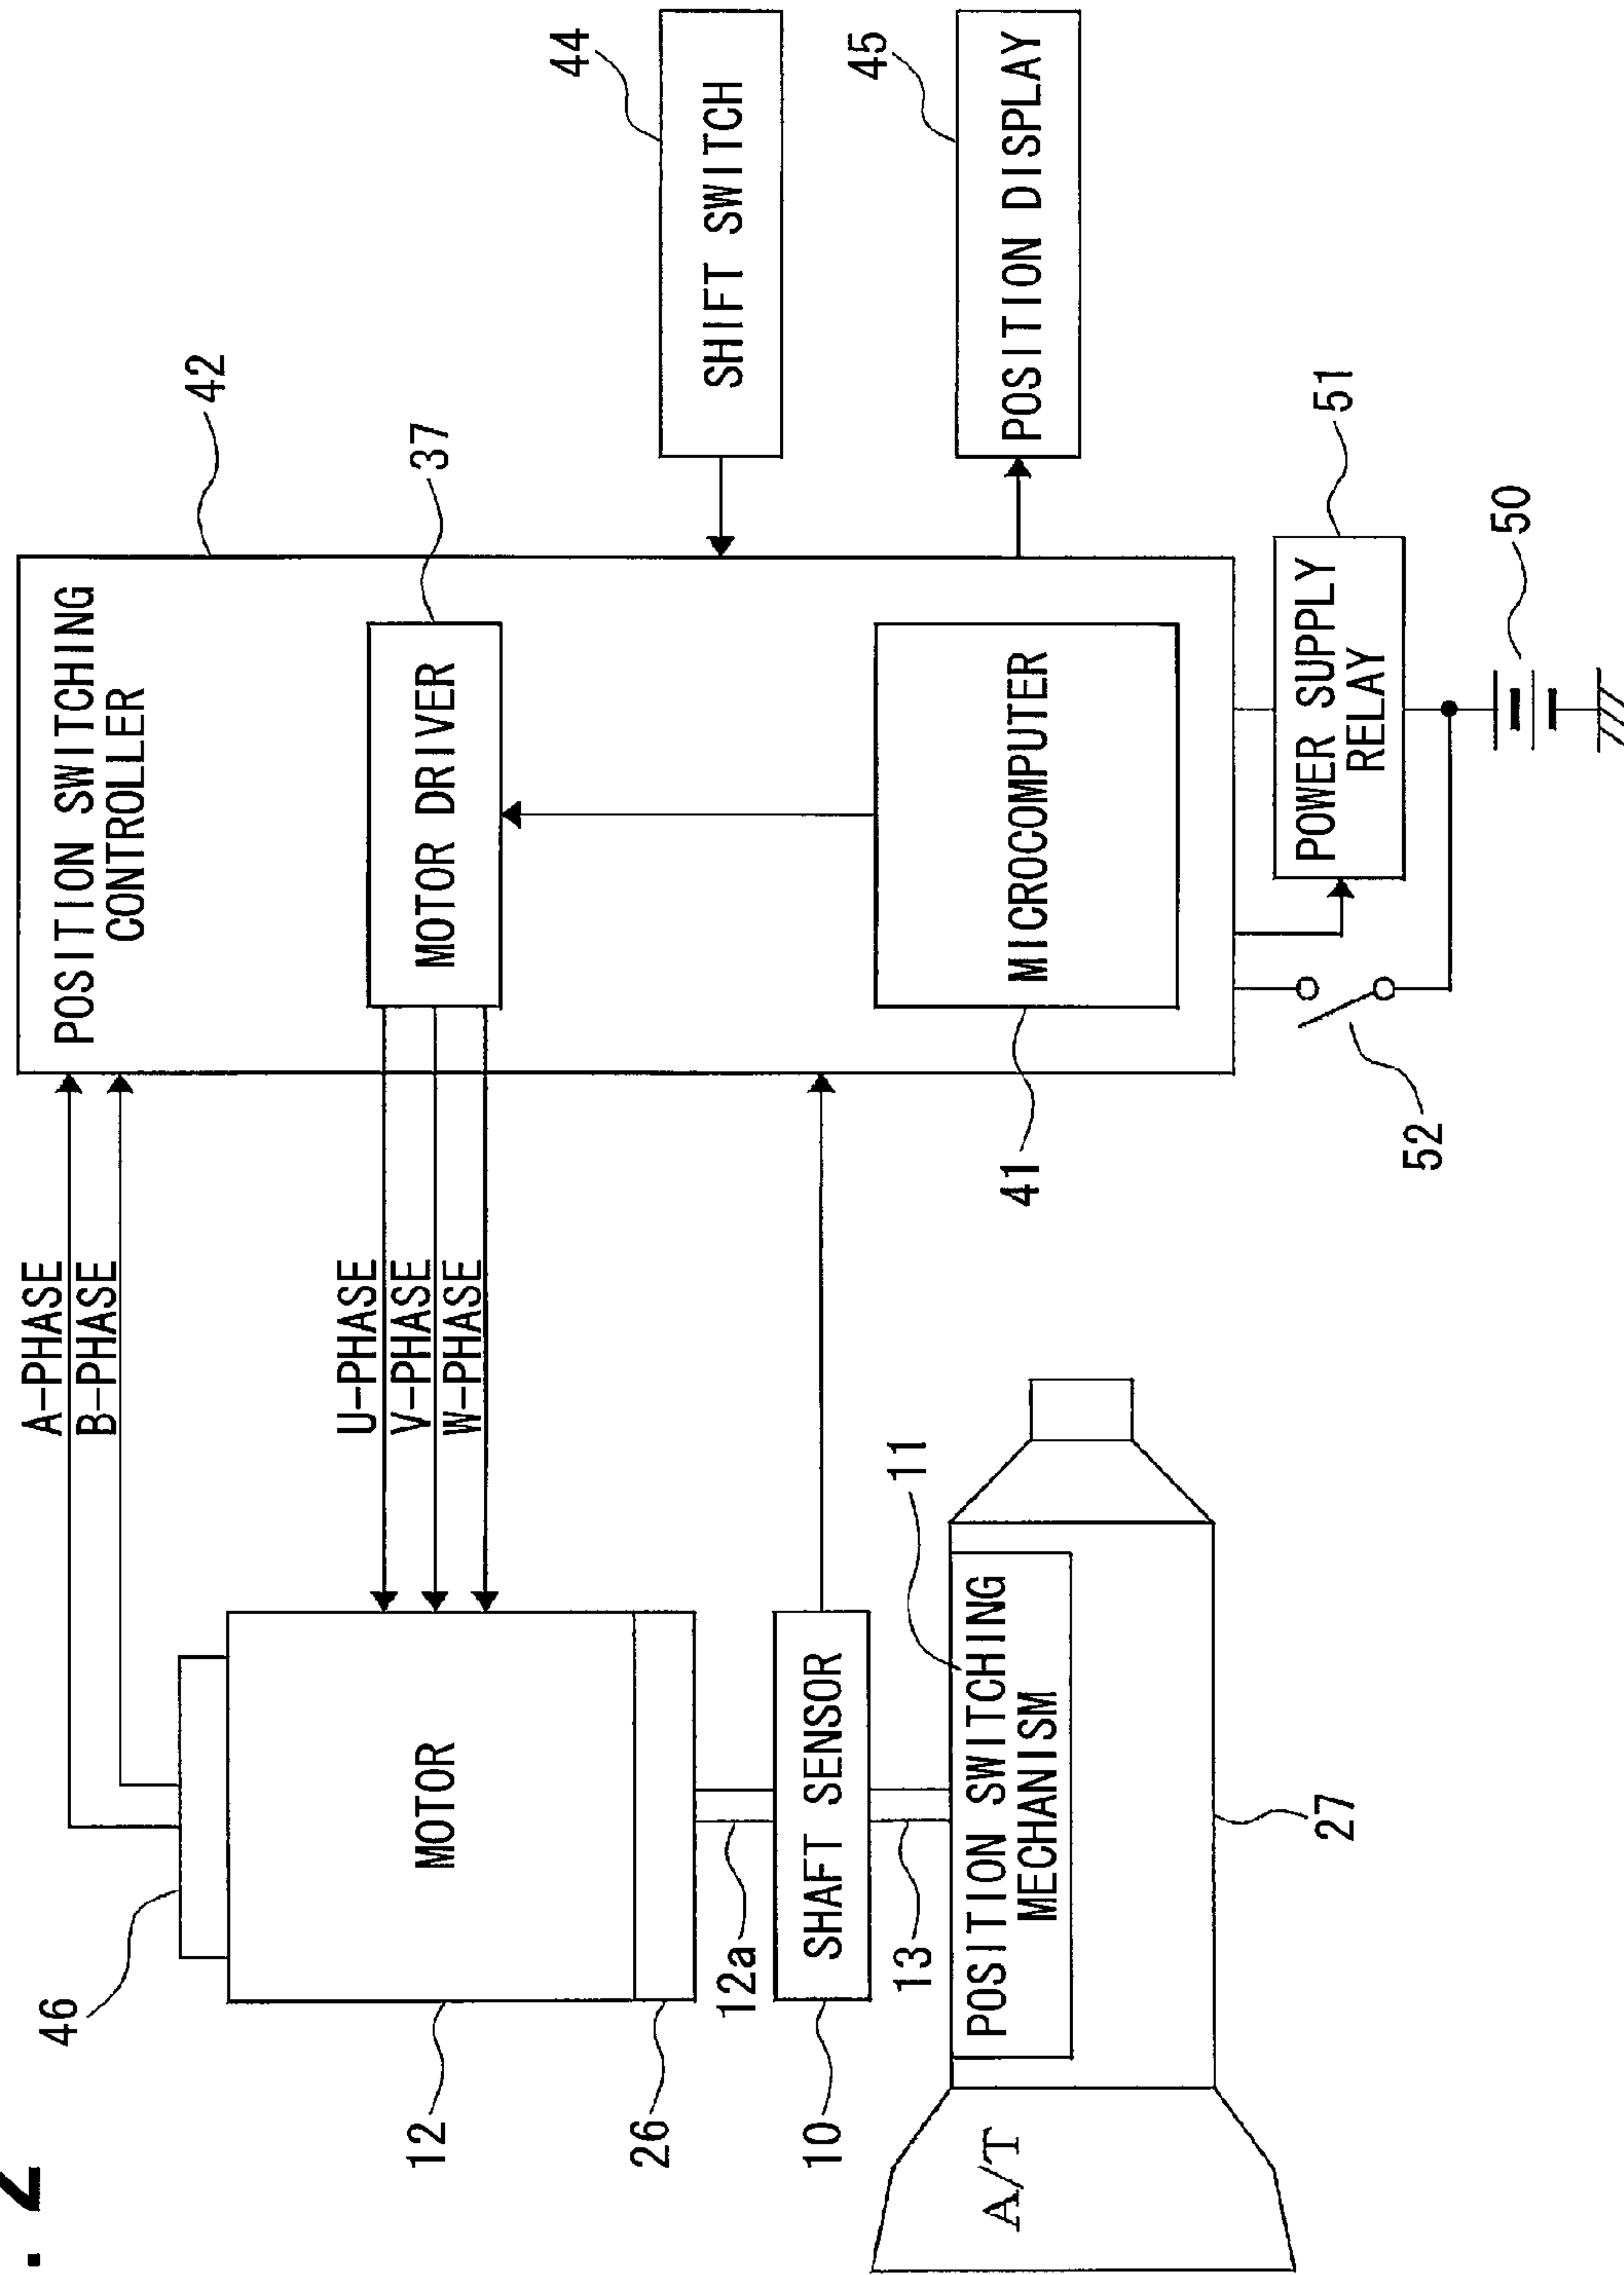 . 2
46
A-PHASE
B-PHASE
POSITION SWITCHING
CONTROLLER
42
12
MOTOR
U-PHASE
V-PHASE
W-PHASE
MOTOR DRIVER
37
44
SHIFT SWITCH
26
12a
10
SHAFT SENSOR
13
11
POSITION SWITCHING
MECHANISM
A/T
27
41
MICROCOMPUTER
45
POSITION DISPLAY
POWER SUPPLY
RELAY
51
52
50